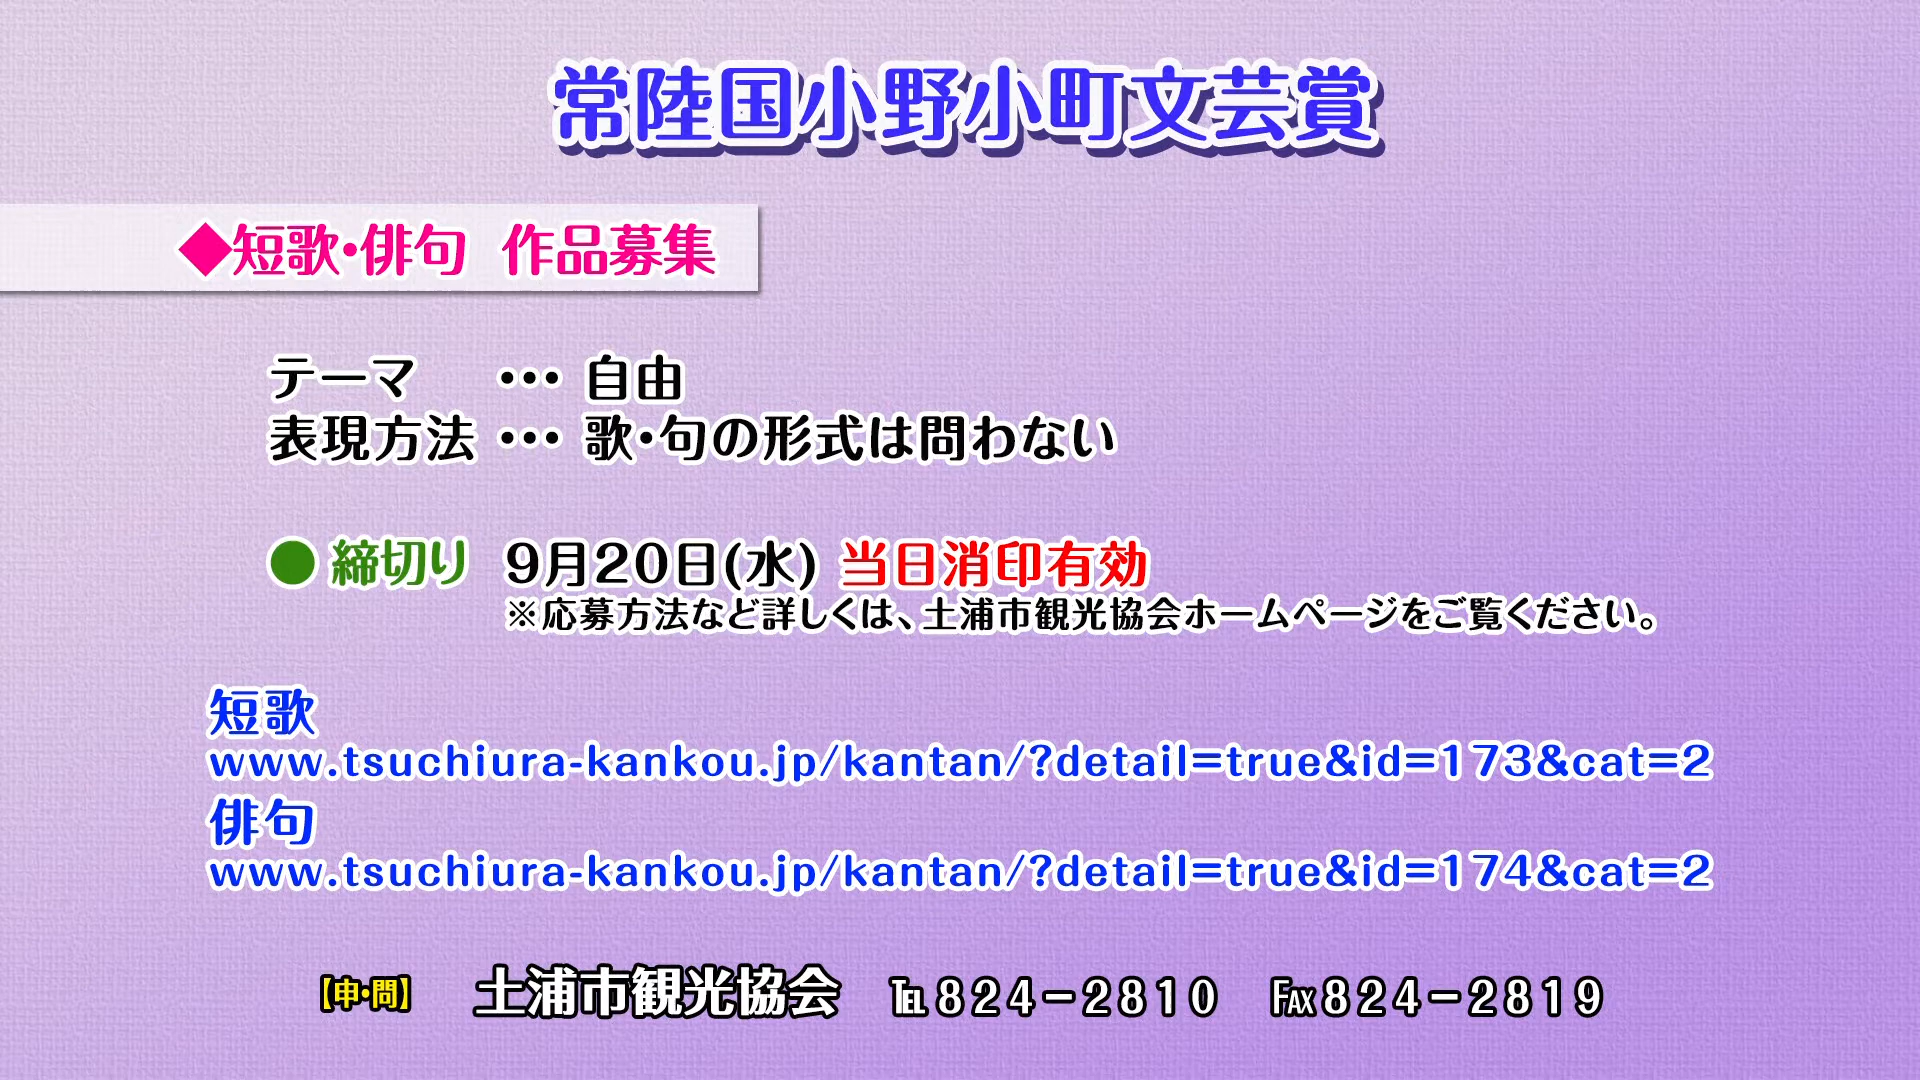 常陸国小野小町文芸賞
◆短歌・俳句　作品募集
テーマ　　・・・ 自由
表現方法 ・・・ 歌・句の形式は問わない
● 締切り　9月20日(水) 当日消印有効
※応募方法など詳しくは、土浦市観光協会ホームページをご覧ください。
短歌
www.tsuchiura-kankou.jp/kantan/?detail=true&id=173&cat=2
俳句
www.tsuchiura-kankou.jp/kantan/?detail=true&id=174&cat=2
【申・問】　土浦市観光協会　TEL 824－2810　FAX 824－2819